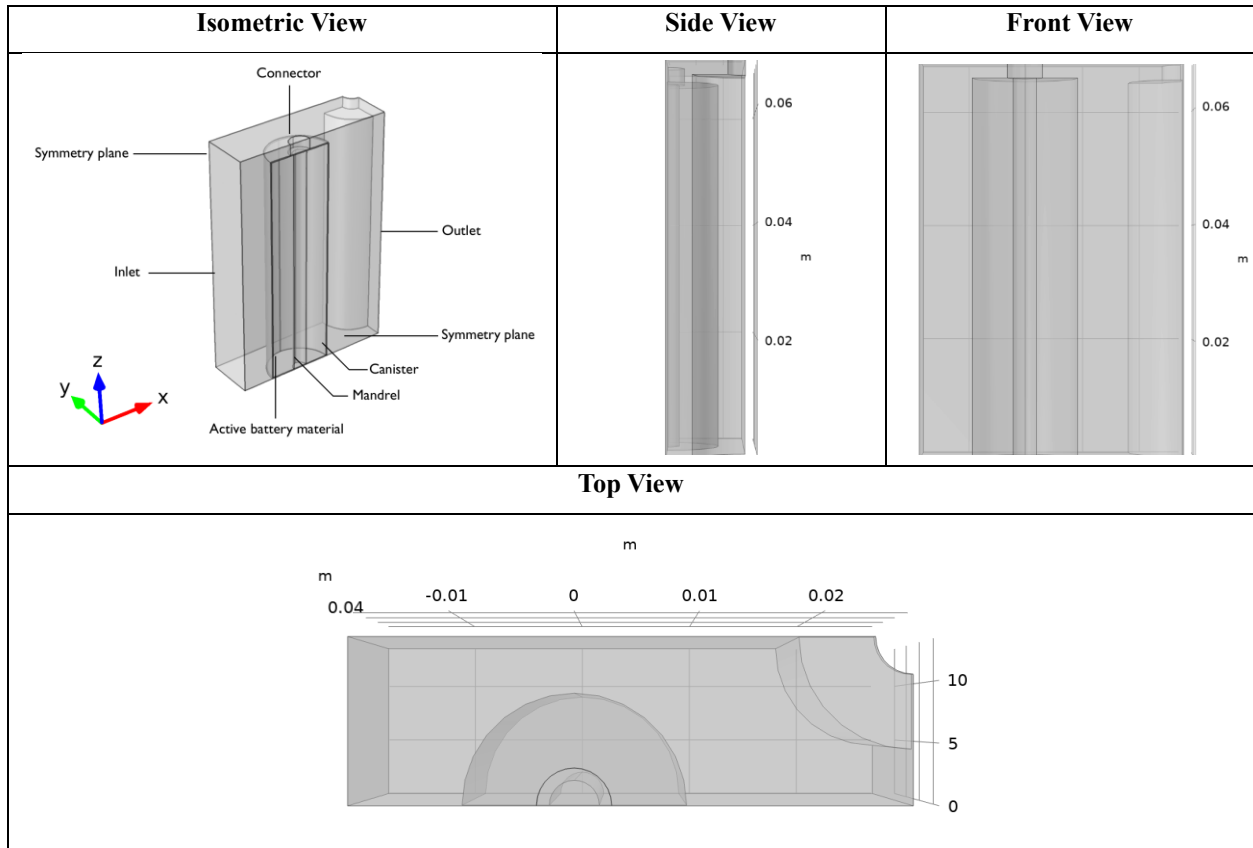 Isometric View
Side View
Front View
Connector
Symmetry plane
Outlet
Inlet
Symmetry plane
Canister
Mandrel
Active battery material
z
y
x
0.06
0.04
m
0.02
0.06
0.04
m
0.02
Top View
m
m
0.04
-0.01
0
0.01
0.02
10
5
0